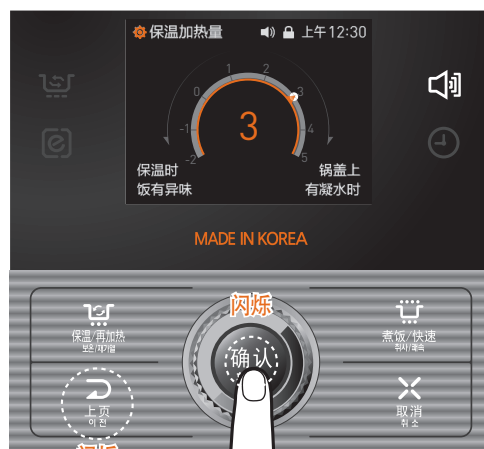 保温加热量 上午12:30
-2
-1
0
1
2
3
4
5
3
保温时
饭有异味
锅盖上
有凝水时
MADE IN KOREA
闪烁
确认
保温/再加热
보온/재가열
煮饭/快速
취사/쾌속
上页
이전
取消
취소
闪烁